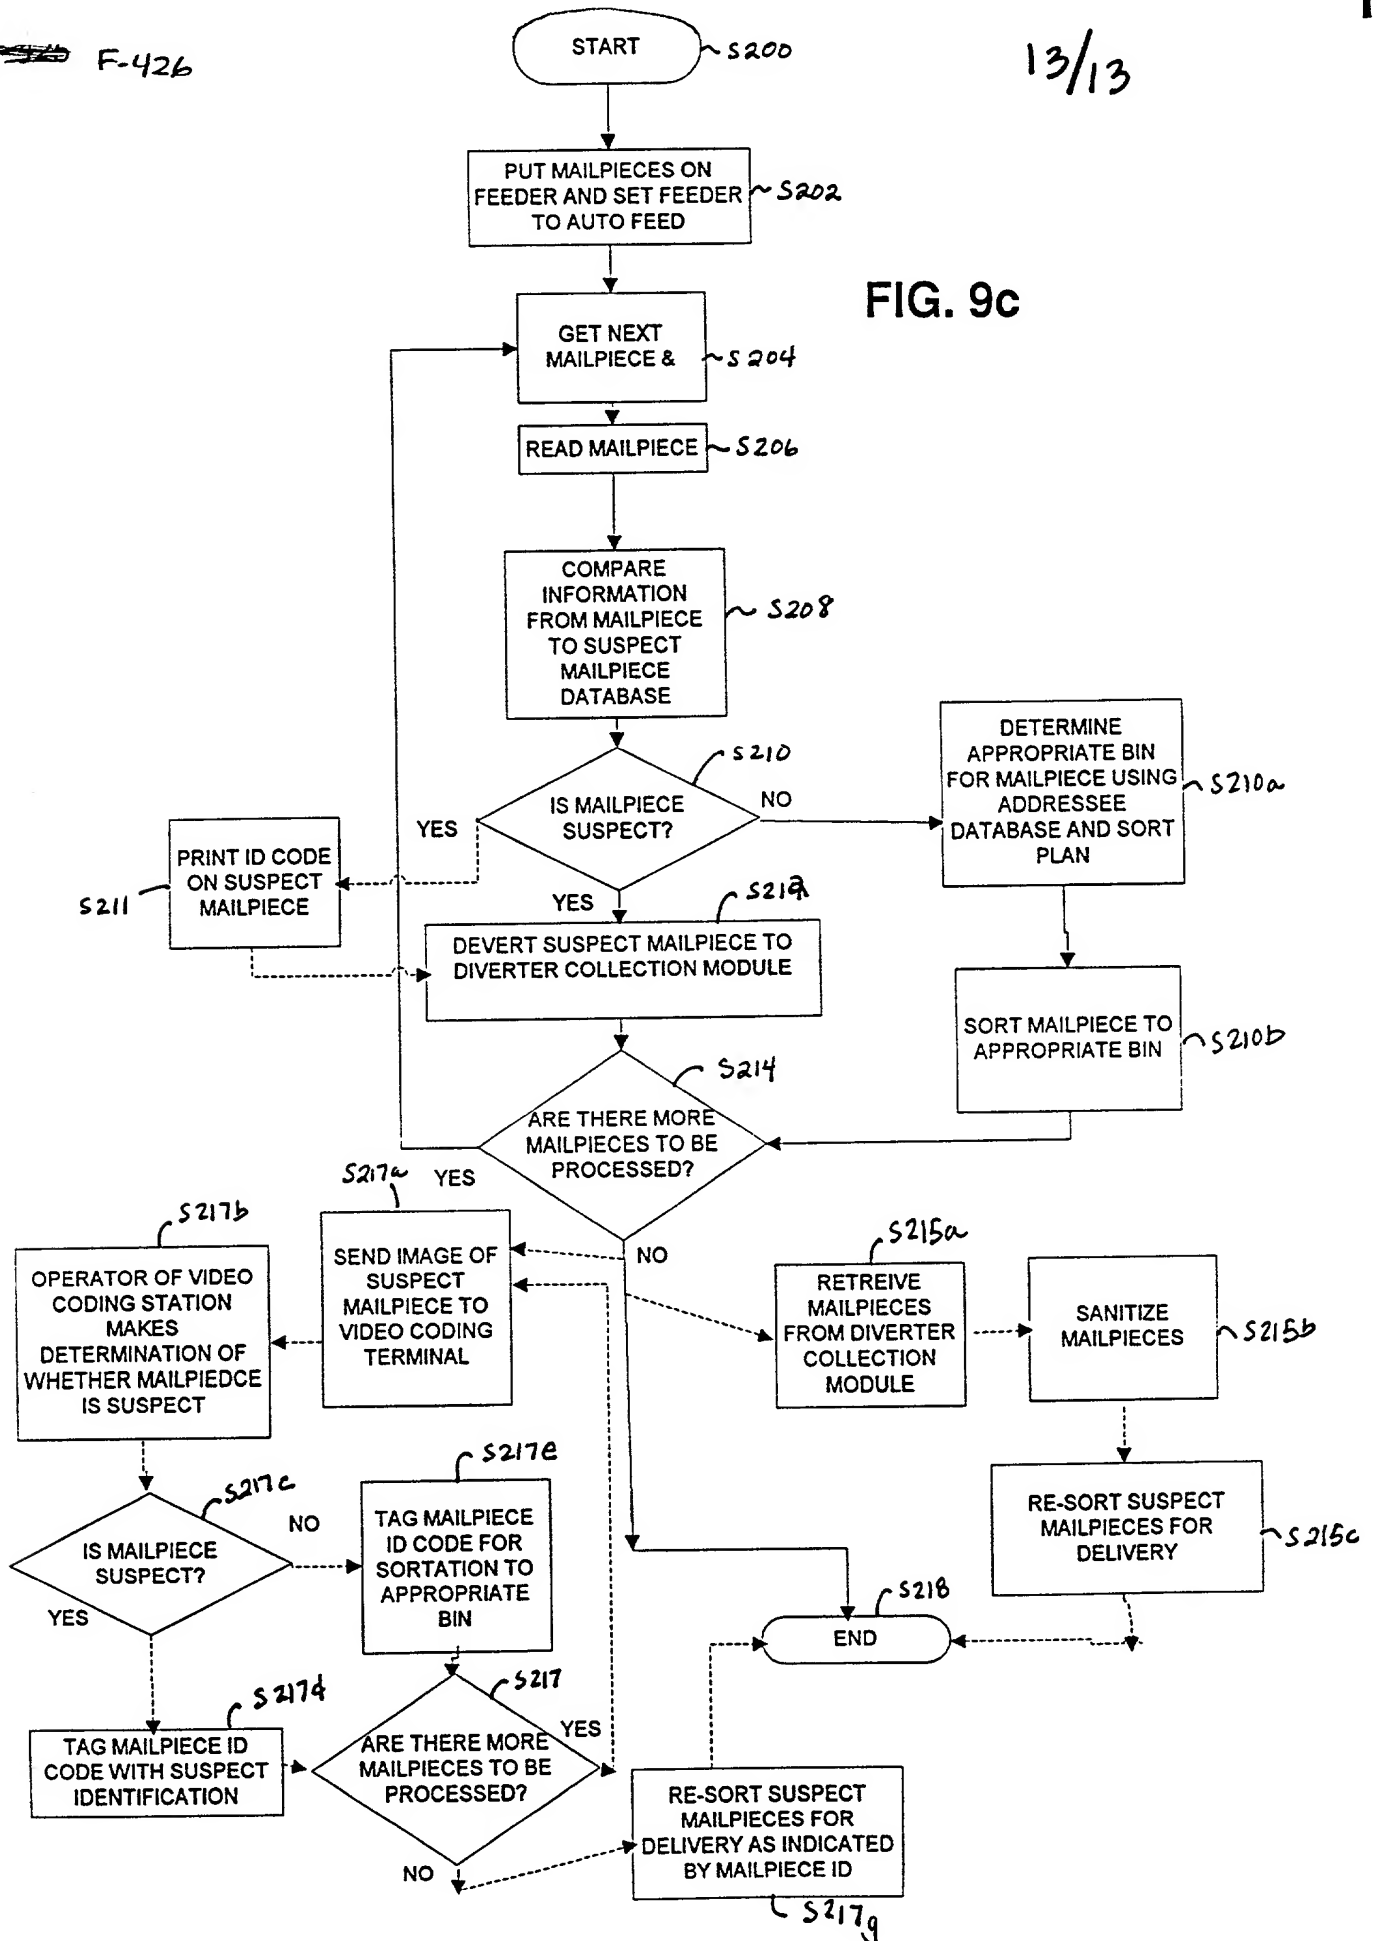 F-426
13/13
START
S200
PUT MAILPIECES ON
FEEDER AND SET FEEDER
TO AUTO FEED
S202
FIG. 9c
GET NEXT
MAILPIECE &
S204
READ MAILPIECE
S206
COMPARE
INFORMATION
FROM MAILPIECE
TO SUSPECT
MAILPIECE
DATABASE
S208
IS MAILPIECE
SUSPECT?
S210
NO
YES
YES
DETERMINE
APPROPRIATE BIN
FOR MAILPIECE USING
ADDRESSEE
DATABASE AND SORT
PLAN
S210a
PRINT ID CODE
ON SUSPECT
MAILPIECE
S211
DEVERT SUSPECT MAILPIECE TO
DIVERTER COLLECTION MODULE
S212
SORT MAILPIECE TO
APPROPRIATE BIN
S210b
ARE THERE MORE
MAILPIECES TO BE
PROCESSED?
S214
YES
NO
S217a
SEND IMAGE OF
SUSPECT
MAILPIECE TO
VIDEO CODING
TERMINAL
S217b
OPERATOR OF VIDEO
CODING STATION
MAKES
DETERMINATION OF
WHETHER MAILPIEDCE
IS SUSPECT
S215a
RETREIVE
MAILPIECES
FROM DIVERTER
COLLECTION
MODULE
SANITIZE
MAILPIECES
S215b
RE-SORT SUSPECT
MAILPIECES FOR
DELIVERY
S215c
IS MAILPIECE
SUSPECT?
S217c
NO
YES
S217e
TAG MAILPIECE
ID CODE FOR
SORTATION TO
APPROPRIATE
BIN
S218
END
S217d
TAG MAILPIECE ID
CODE WITH SUSPECT
IDENTIFICATION
S217
ARE THERE MORE
MAILPIECES TO BE
PROCESSED?
YES
NO
RE-SORT SUSPECT
MAILPIECES FOR
DELIVERY AS INDICATED
BY MAILPIECE ID
S217g